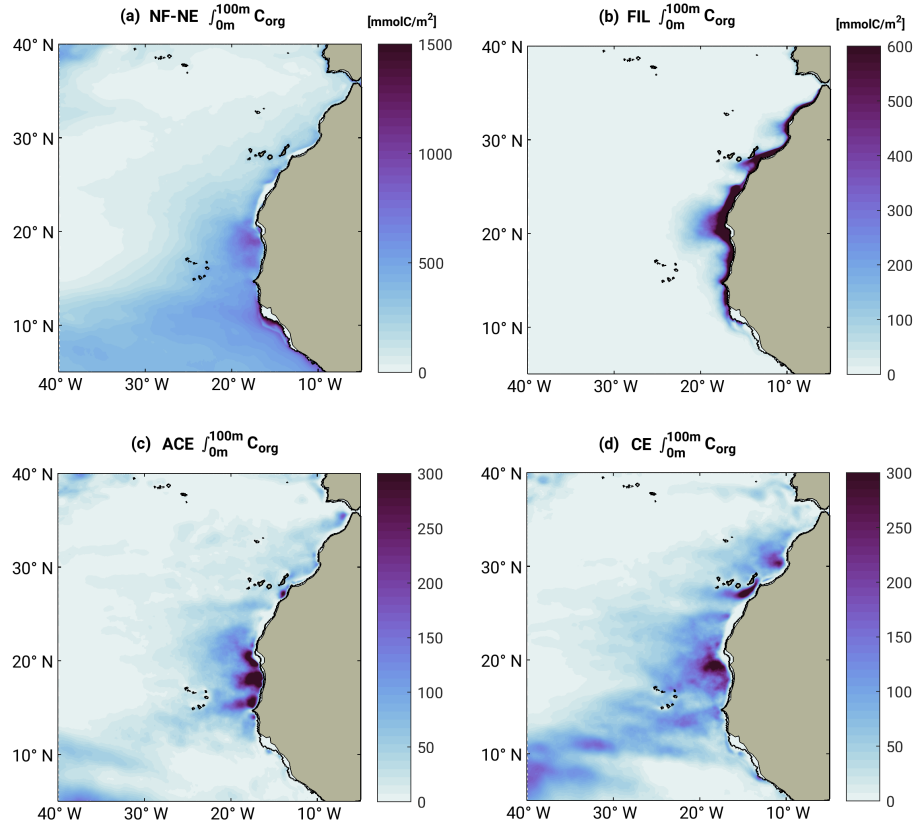 (a) NF-NE ∫₀ₘ¹⁰⁰ᵐ Cₒᵣg [mmolC/m²]
40° N
30° N
20° N
10° N
40° W 30° W 20° W 10° W
1500
1000
500
0
(b) FIL ∫₀ₘ¹⁰⁰ᵐ Cₒᵣg [mmolC/m²]
40° N
30° N
20° N
10° N
40° W 30° W 20° W 10° W
600
500
400
300
200
100
0
(c) ACE ∫₀ₘ¹⁰⁰ᵐ Cₒᵣg
40° N
30° N
20° N
10° N
40° W 30° W 20° W 10° W
300
250
200
150
100
50
0
(d) CE ∫₀ₘ¹⁰⁰ᵐ Cₒᵣg
40° N
30° N
20° N
10° N
40° W 30° W 20° W 10° W
300
250
200
150
100
50
0